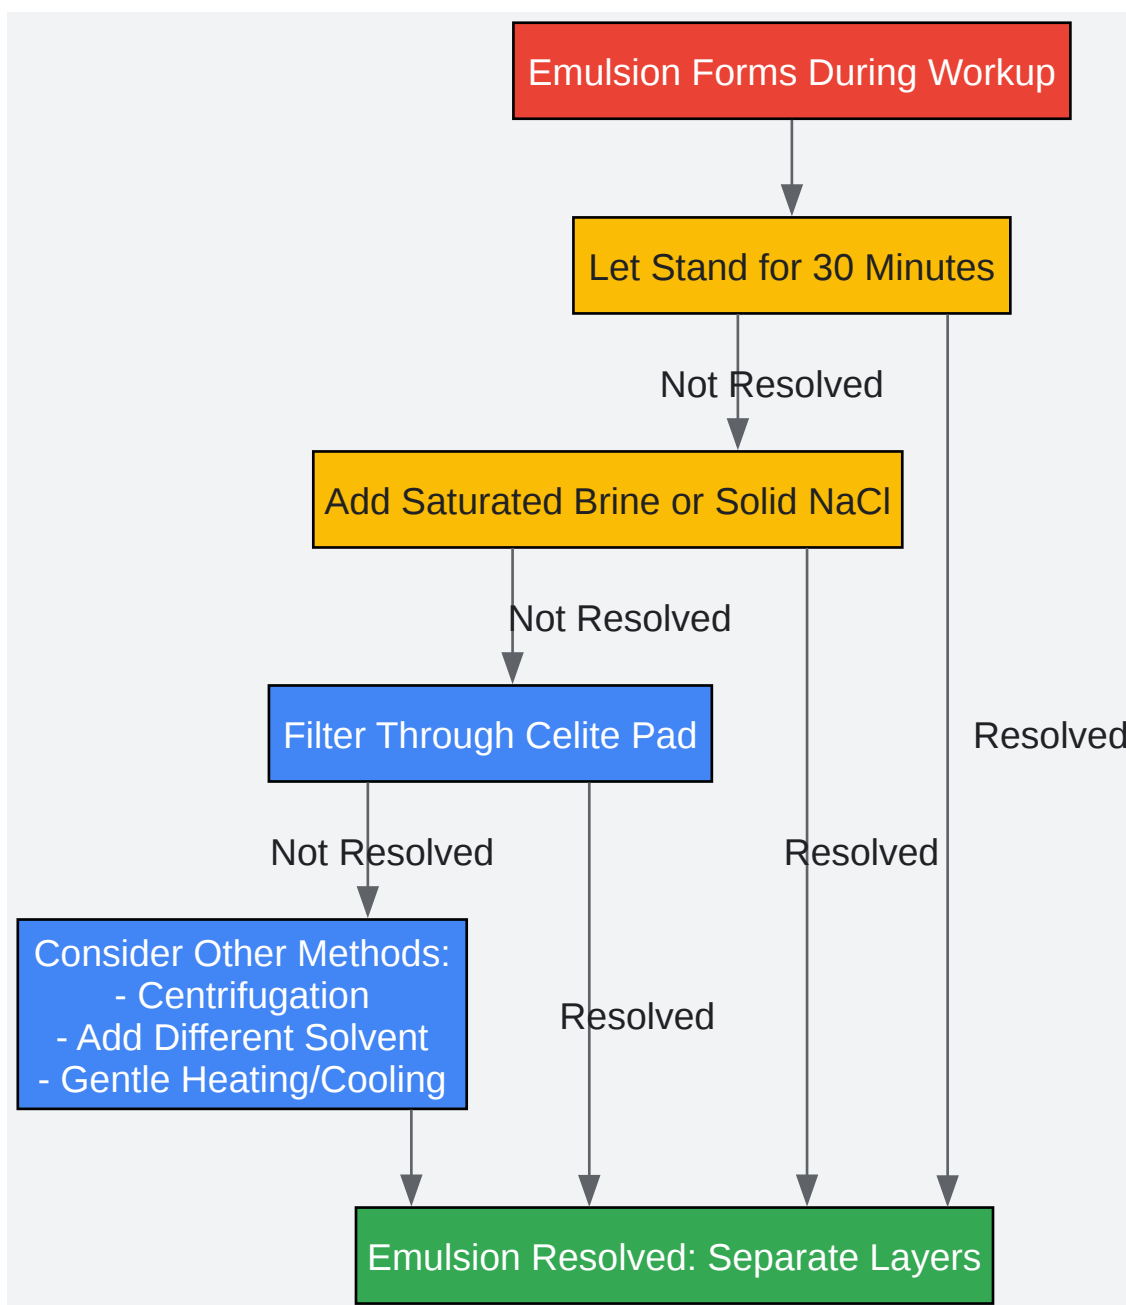 Emulsion Forms During Workup
Let Stand for 30 Minutes
Not Resolved
Add Saturated Brine or Solid NaCl
Not Resolved
Filter Through Celite Pad
Resolved
Not Resolved
Resolved
Consider Other Methods:
- Centrifugation
- Add Different Solvent
- Gentle Heating/Cooling
Resolved
Emulsion Resolved: Separate Layers